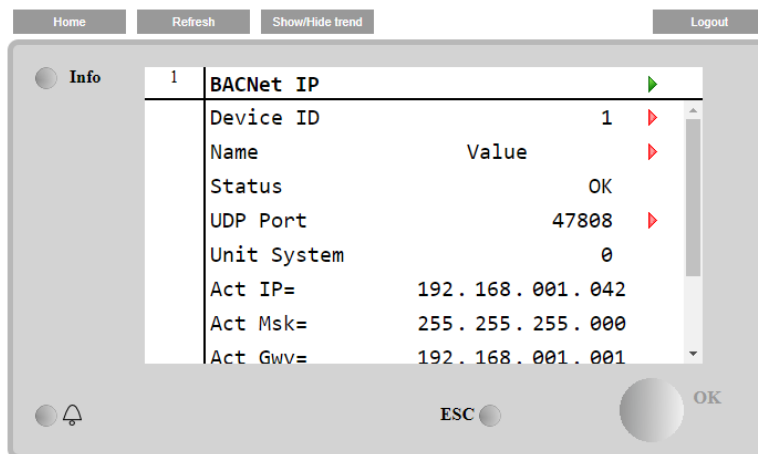 Home Refresh Show/Hide trend Logout
Info
1 BACNet IP
Device ID 1
Name Value
Status OK
UDP Port 47808
Unit System 0
Act IP= 192.168.001.042
Act Msk= 255.255.255.000
Act Gwy= 192.168.001.001
ESC OK